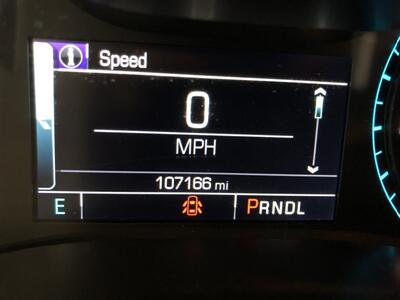 i Speed
0
MPH
107166 mi
E PRNDL